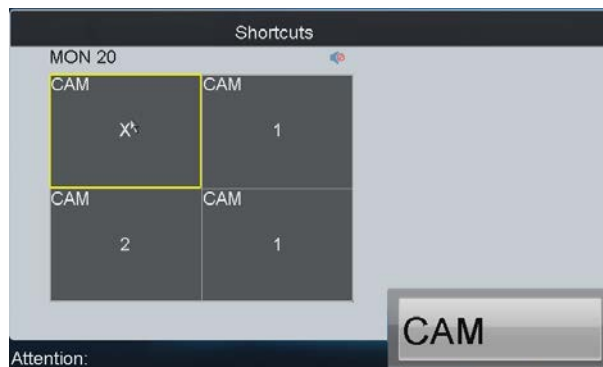 Shortcuts
MON 20
CAM CAM
X 1
CAM CAM
2 1
CAM
Attention: